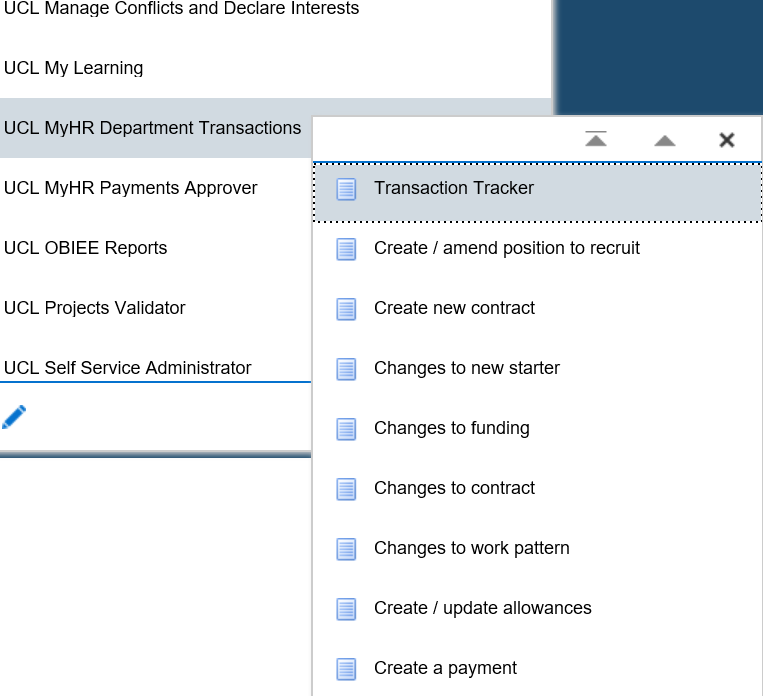 UCL Manage Conflicts and Declare Interests
UCL My Learning
UCL MyHR Department Transactions
UCL MyHR Payments Approver
UCL OBIEE Reports
UCL Projects Validator
UCL Self Service Administrator
Transaction Tracker
Create / amend position to recruit
Create new contract
Changes to new starter
Changes to funding
Changes to contract
Changes to work pattern
Create / update allowances
Create a payment